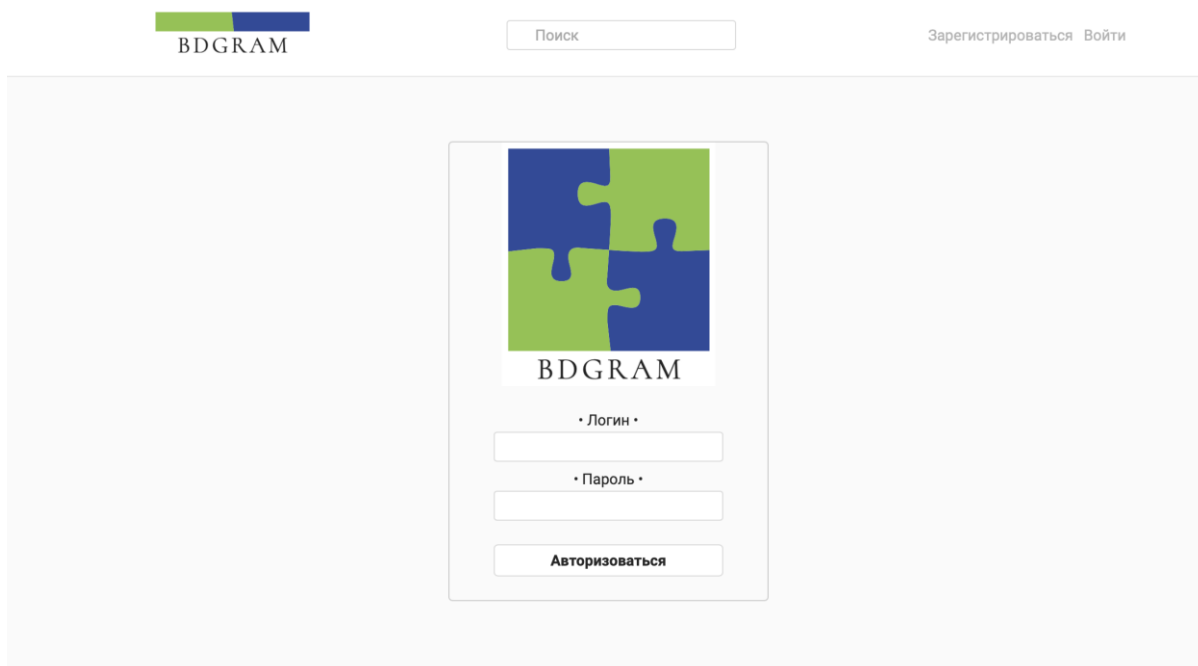 BDGRAM
Поиск
Зарегистрироваться Войти
BDGRAM
• Логин •
• Пароль •
Авторизоваться